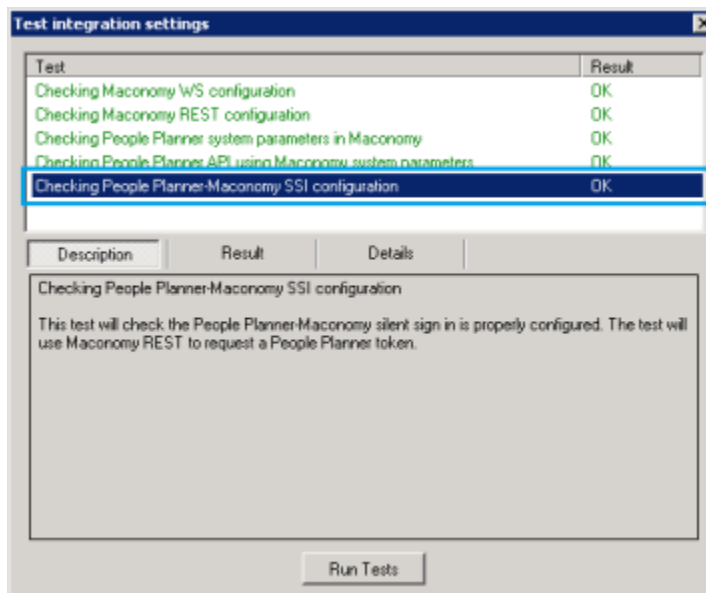 Test integration settings
Test Result
Checking Maconomy WS configuration OK
Checking Maconomy REST configuration OK
Checking People Planner system parameters in Maconomy OK
Checking People Planner API using Maconomy system parameters OK
Checking People Planner-Maconomy SSI configuration OK
Description Result Details
Checking People Planner-Maconomy SSI configuration
This test will check the People Planner-Maconomy silent sign in is properly configured. The test will
use Maconomy REST to request a People Planner token.
Run Tests